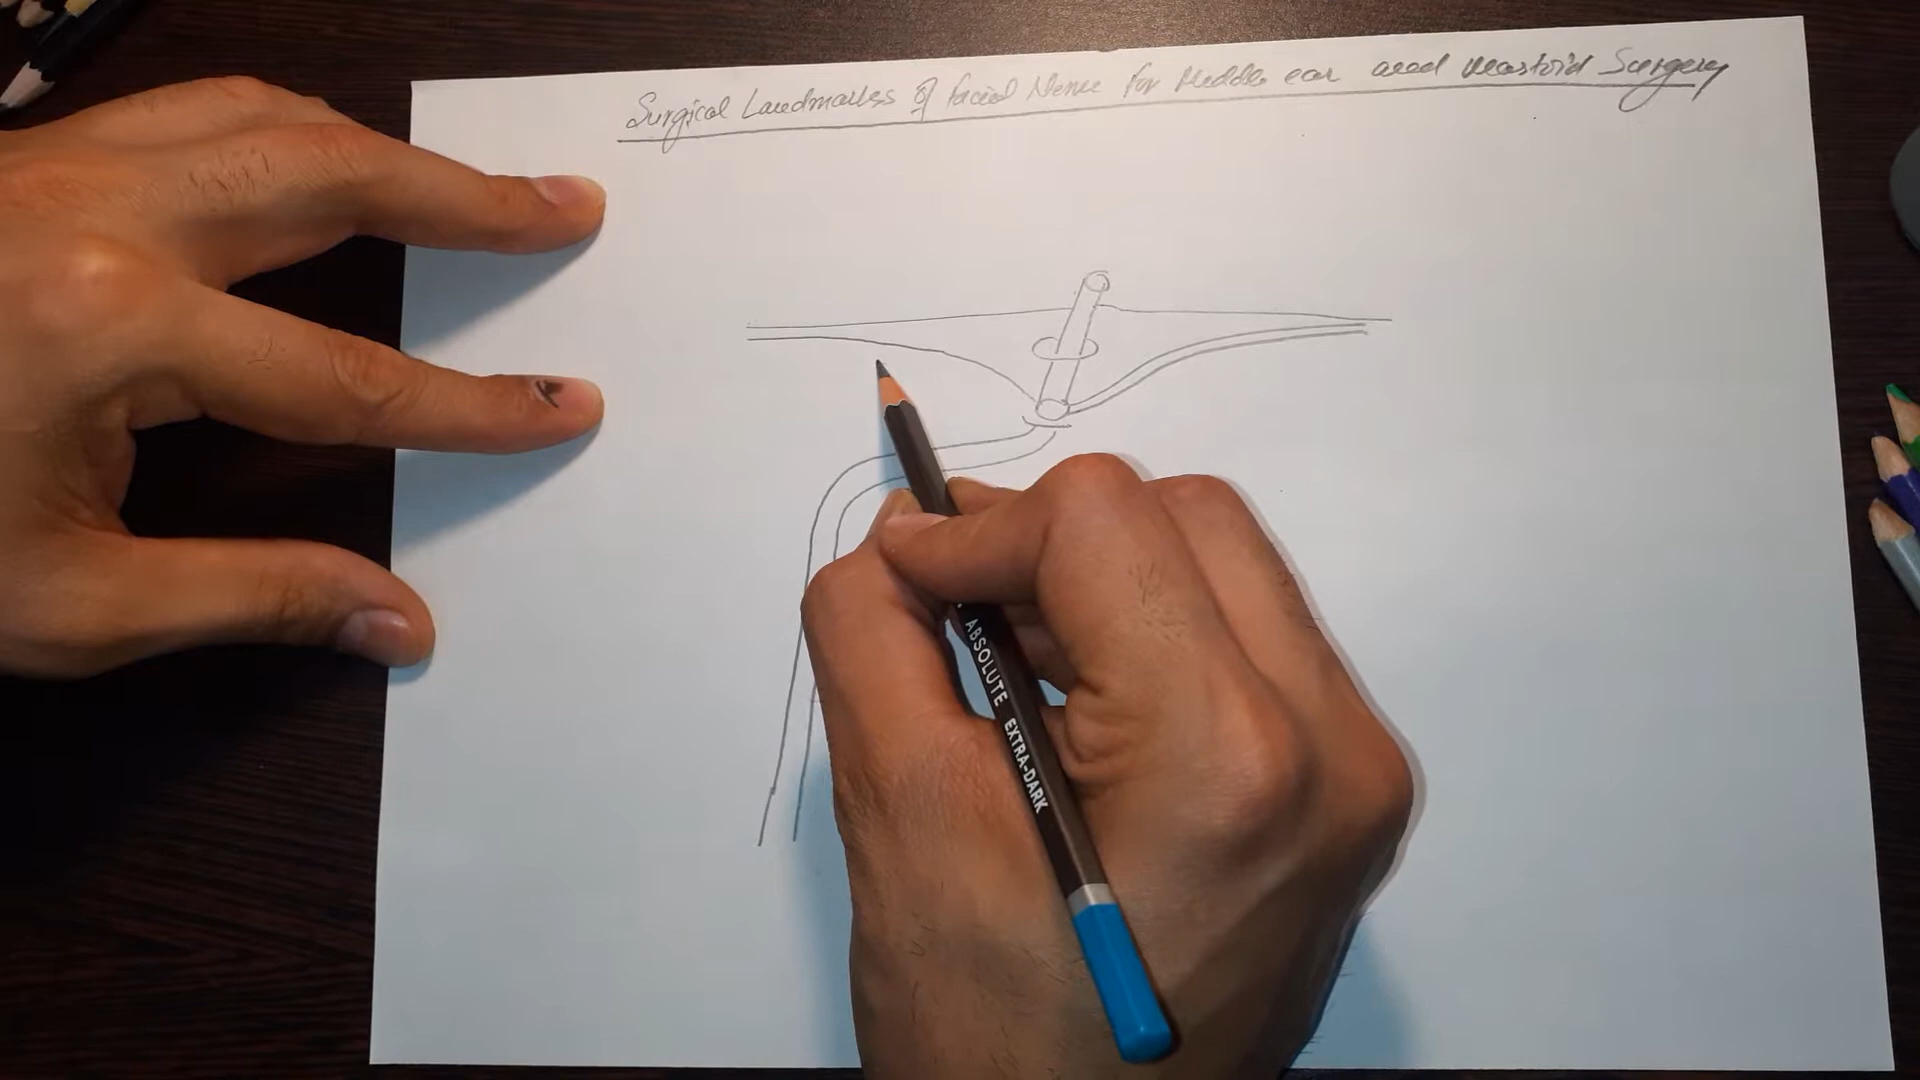 Surgical Landmarks of facial Nerve for Middle ear and Mastoid Surgery
ABSOLUTE EXTRA-DARK